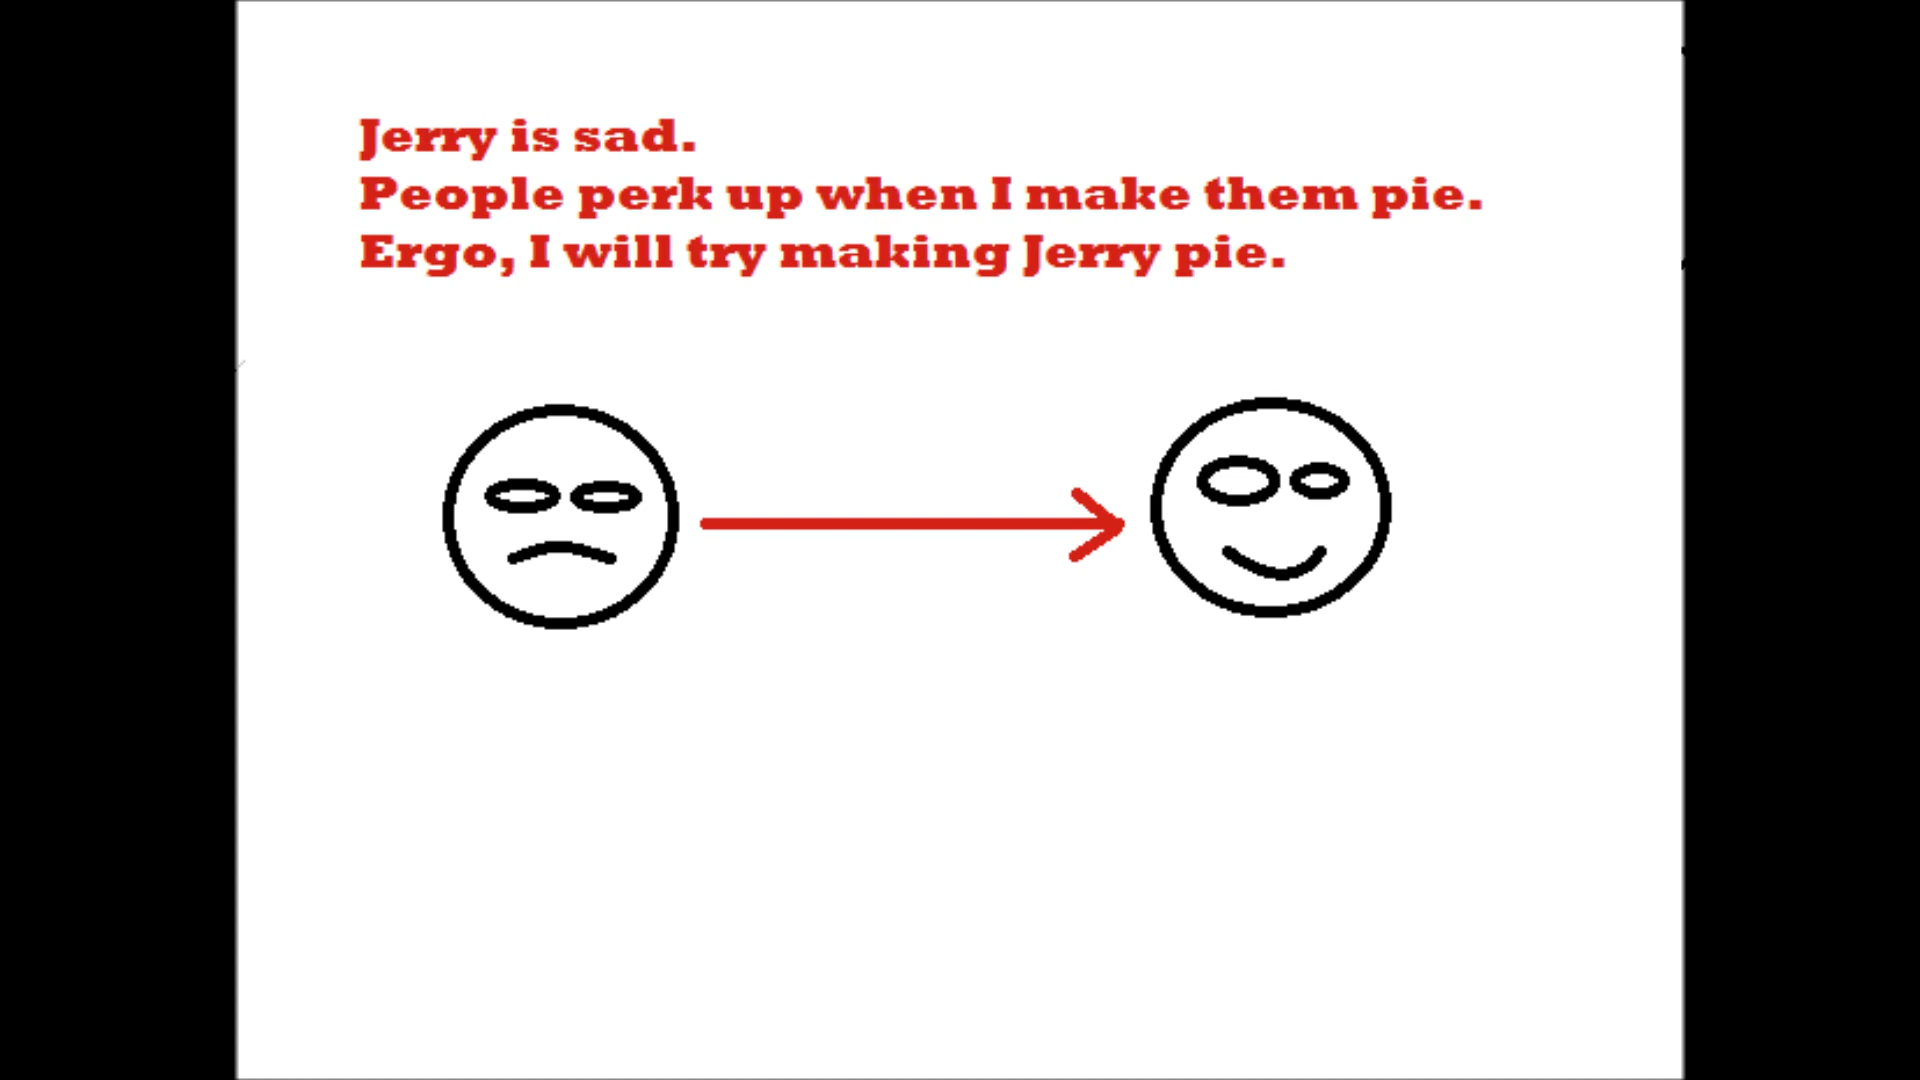 Jerry is sad.
People perk up when I make them pie.
Ergo, I will try making Jerry pie.